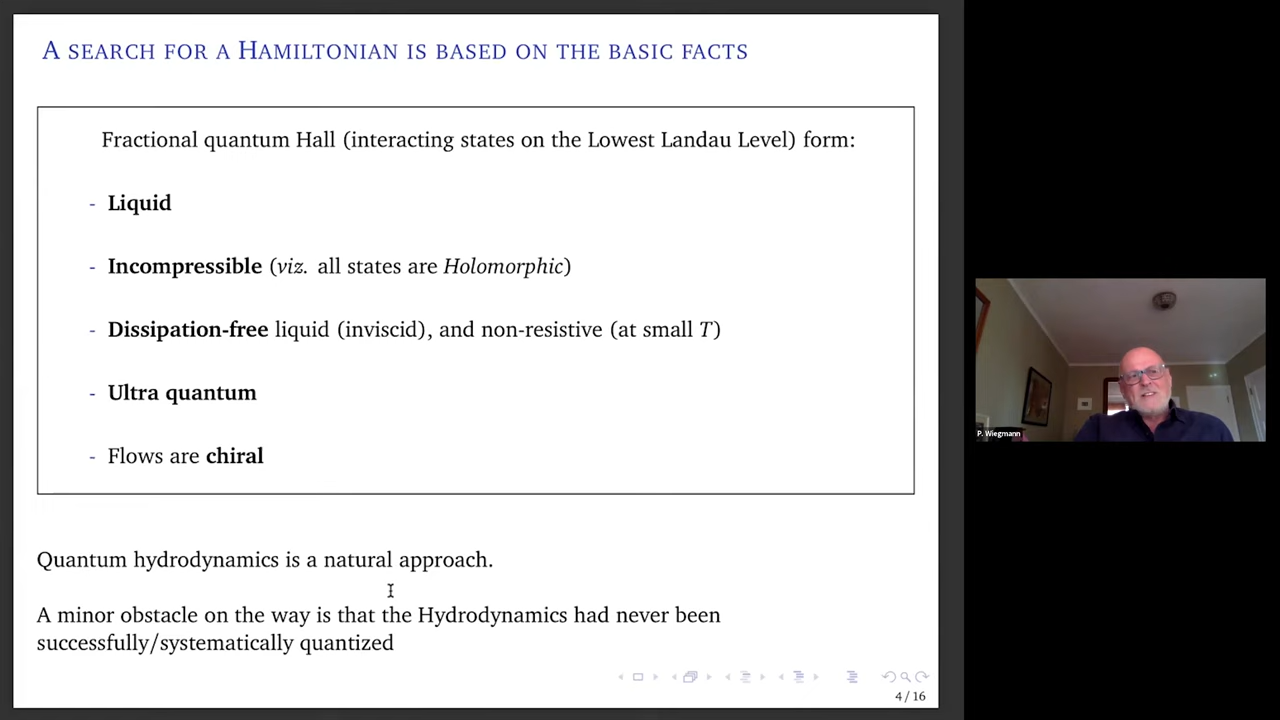 A SEARCH FOR A HAMILTONIAN IS BASED ON THE BASIC FACTS
Fractional quantum Hall (interacting states on the Lowest Landau Level) form:
- Liquid
- Incompressible (viz. all states are Holomorphic)
- Dissipation-free liquid (inviscid), and non-resistive (at small T)
- Ultra quantum
- Flows are chiral
Quantum hydrodynamics is a natural approach.
A minor obstacle on the way is that the Hydrodynamics had never been
successfully/systematically quantized
4 / 16
P. Wiegmann